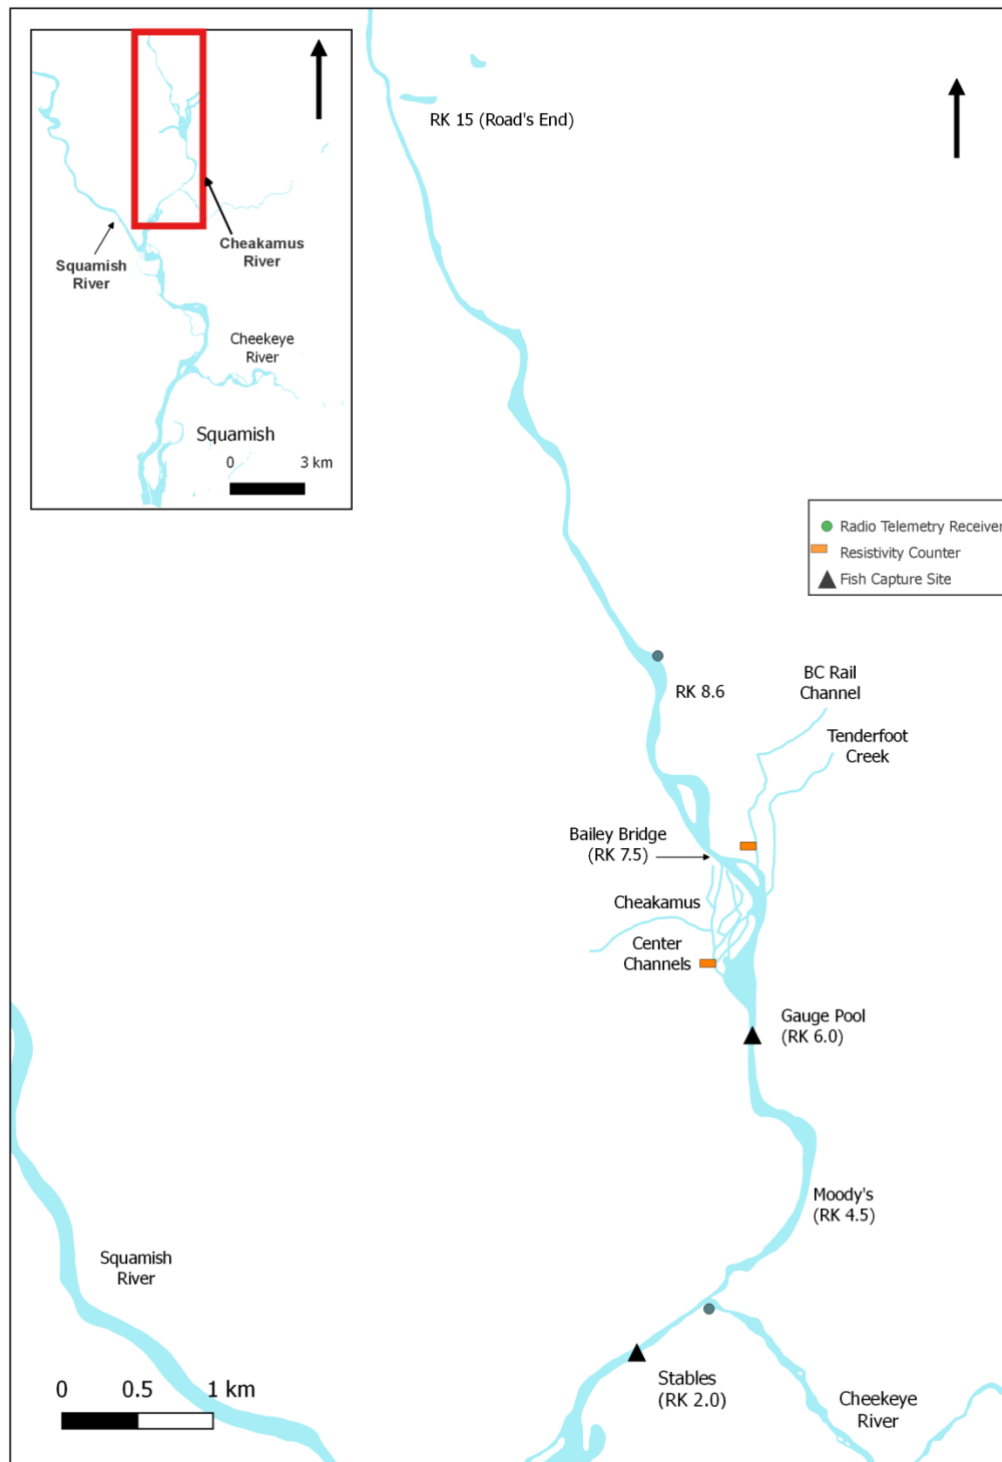 Squamish
River
Cheakamus
River
Cheekeye
River
Squamish
0 3 km
RK 15 (Road's End)
Radio Telemetry Receiver
Resistivity Counter
Fish Capture Site
RK 8.6
BC Rail
Channel
Tenderfoot
Creek
Bailey Bridge
(RK 7.5)
Cheakamus
Center
Channels
Gauge Pool
(RK 6.0)
Moody's
(RK 4.5)
Squamish
River
Stables
(RK 2.0)
Cheekeye
River
0 0.5 1 km